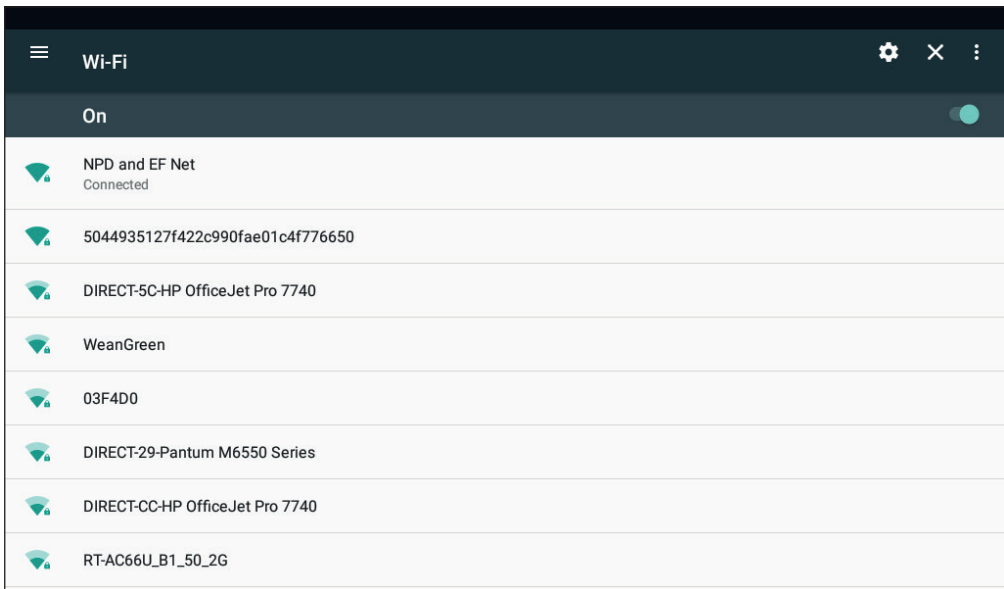 Wi-Fi
On
NPD and EF Net
Connected
5044935127f422c990fae01c4f776650
DIRECT-5C-HP OfficeJet Pro 7740
WeanGreen
03F4D0
DIRECT-29-Pantum M6550 Series
DIRECT-CC-HP OfficeJet Pro 7740
RT-AC66U_B1_50_2G